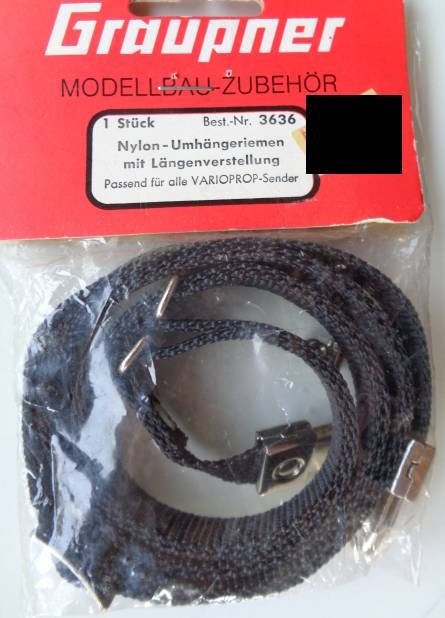 Graupner
MODELLBAU-ZUBEHÖR
1 Stück Best.-Nr. 3636
Nylon-Umhängeriemen
mit Längenverstellung
Passend für alle VARIOPROP-Sender